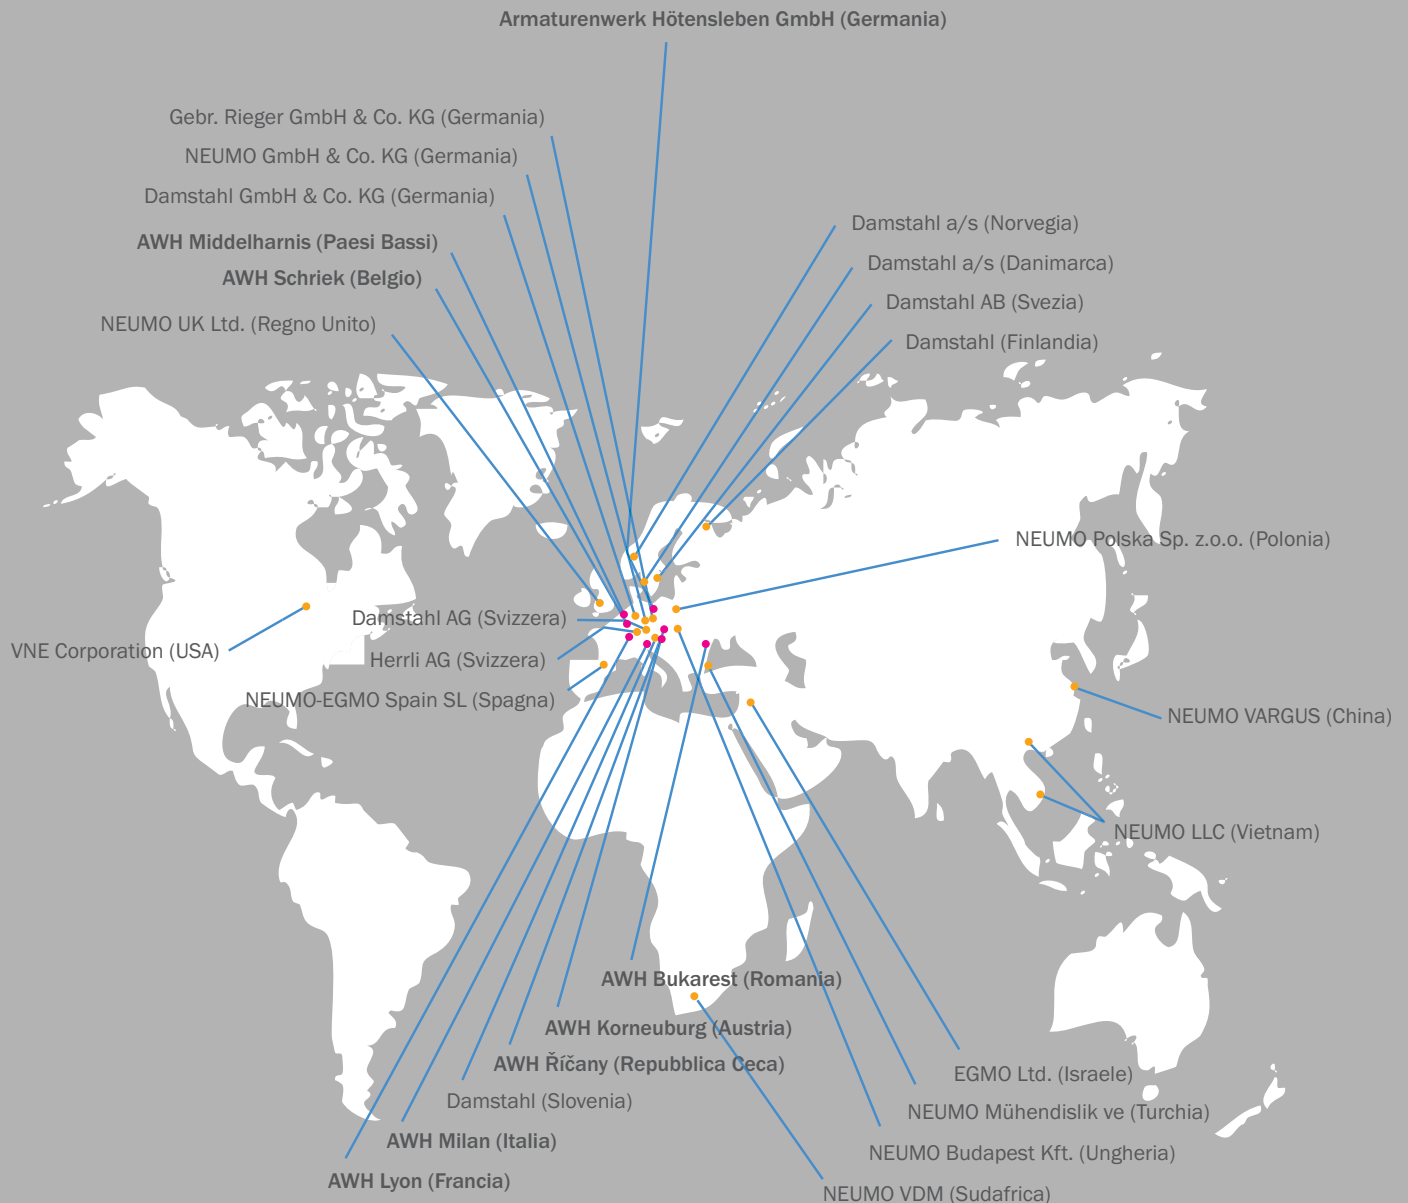 Armaturenwerk Hötensleben GmbH (Germania)
Gebr. Rieger GmbH & Co. KG (Germania)
NEUMO GmbH & Co. KG (Germania)
Damstahl GmbH & Co. KG (Germania)
AWH Middelharnis (Paesi Bassi)
AWH Schriek (Belgio)
NEUMO UK Ltd. (Regno Unito)
Damstahl a/s (Norvegia)
Damstahl a/s (Danimarca)
Damstahl AB (Svezia)
Damstahl (Finlandia)
NEUMO Polska Sp. z.o.o. (Polonia)
Damstahl AG (Svizzera)
VNE Corporation (USA)
Herrli AG (Svizzera)
NEUMO-EGMO Spain SL (Spagna)
NEUMO VARGUS (China)
NEUMO LLC (Vietnam)
AWH Bukarest (Romania)
AWH Korneuburg (Austria)
AWH Říčany (Repubblica Ceca)
Damstahl (Slovenia)
AWH Milan (Italia)
AWH Lyon (Francia)
EGMO Ltd. (Israele)
NEUMO Mühendislik ve (Turchia)
NEUMO Budapest Kft. (Ungheria)
NEUMO VDM (Sudafrica)